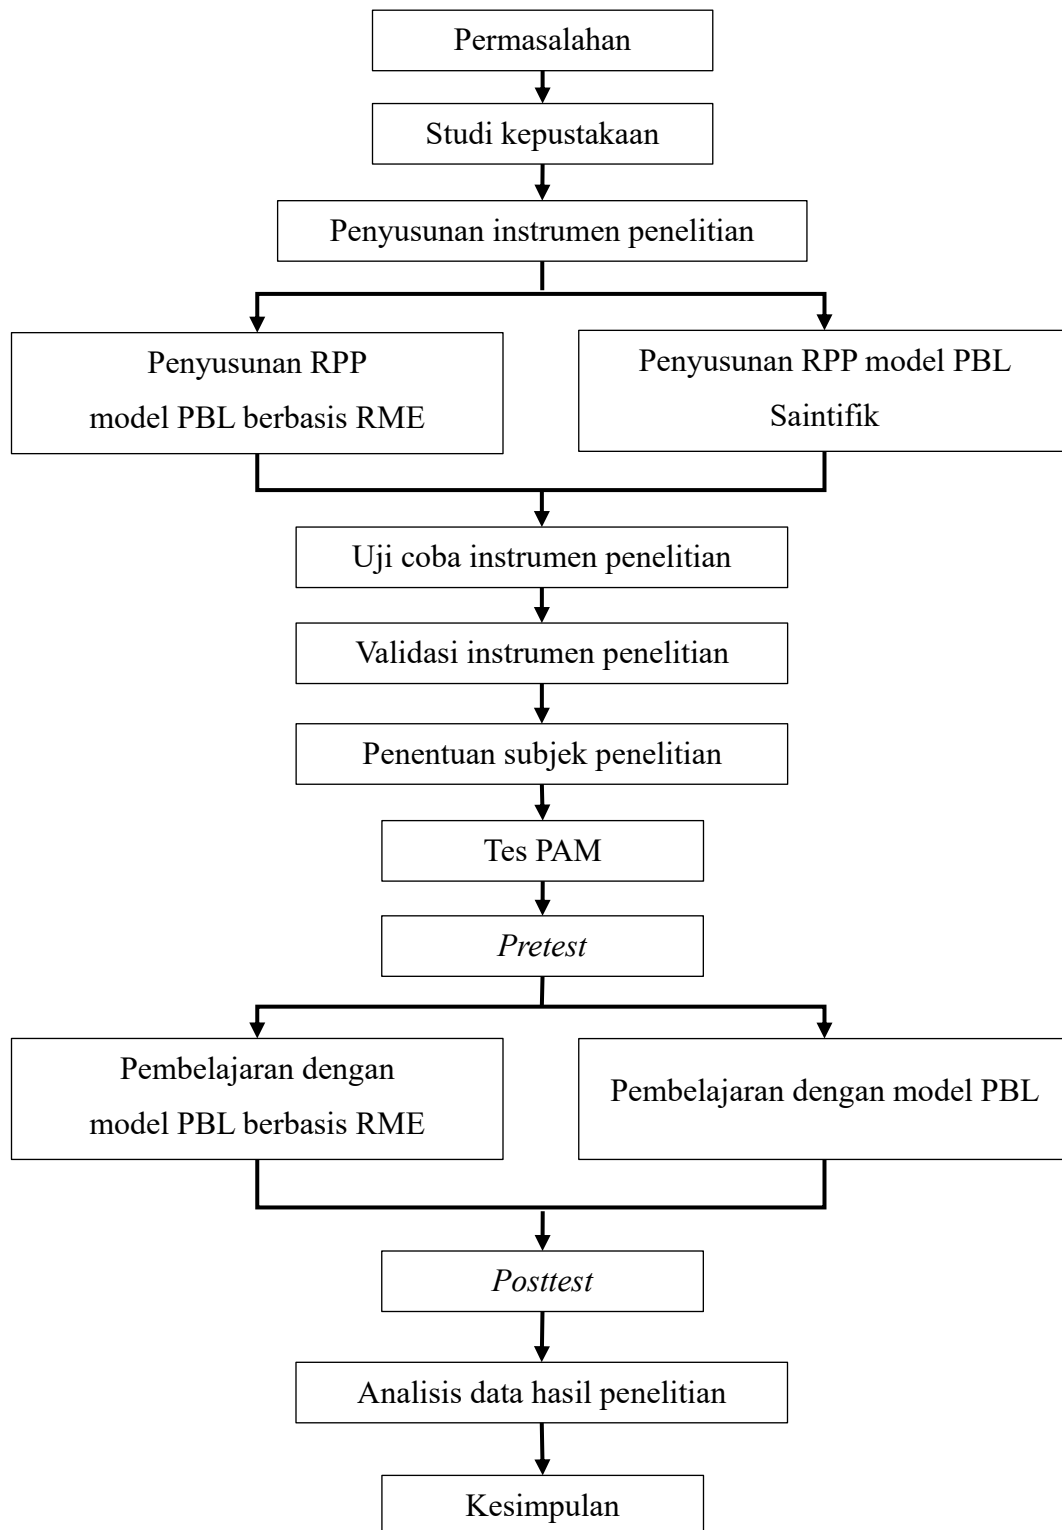 Permasalahan
Studi kepustakaan
Penyusunan instrumen penelitian
Penyusunan RPP
model PBL berbasis RME
Penyusunan RPP model PBL
Saintifik
Uji coba instrumen penelitian
Validasi instrumen penelitian
Penentuan subjek penelitian
Tes PAM
Pretest
Pembelajaran dengan
model PBL berbasis RME
Pembelajaran dengan model PBL
Posttest
Analisis data hasil penelitian
Kesimpulan